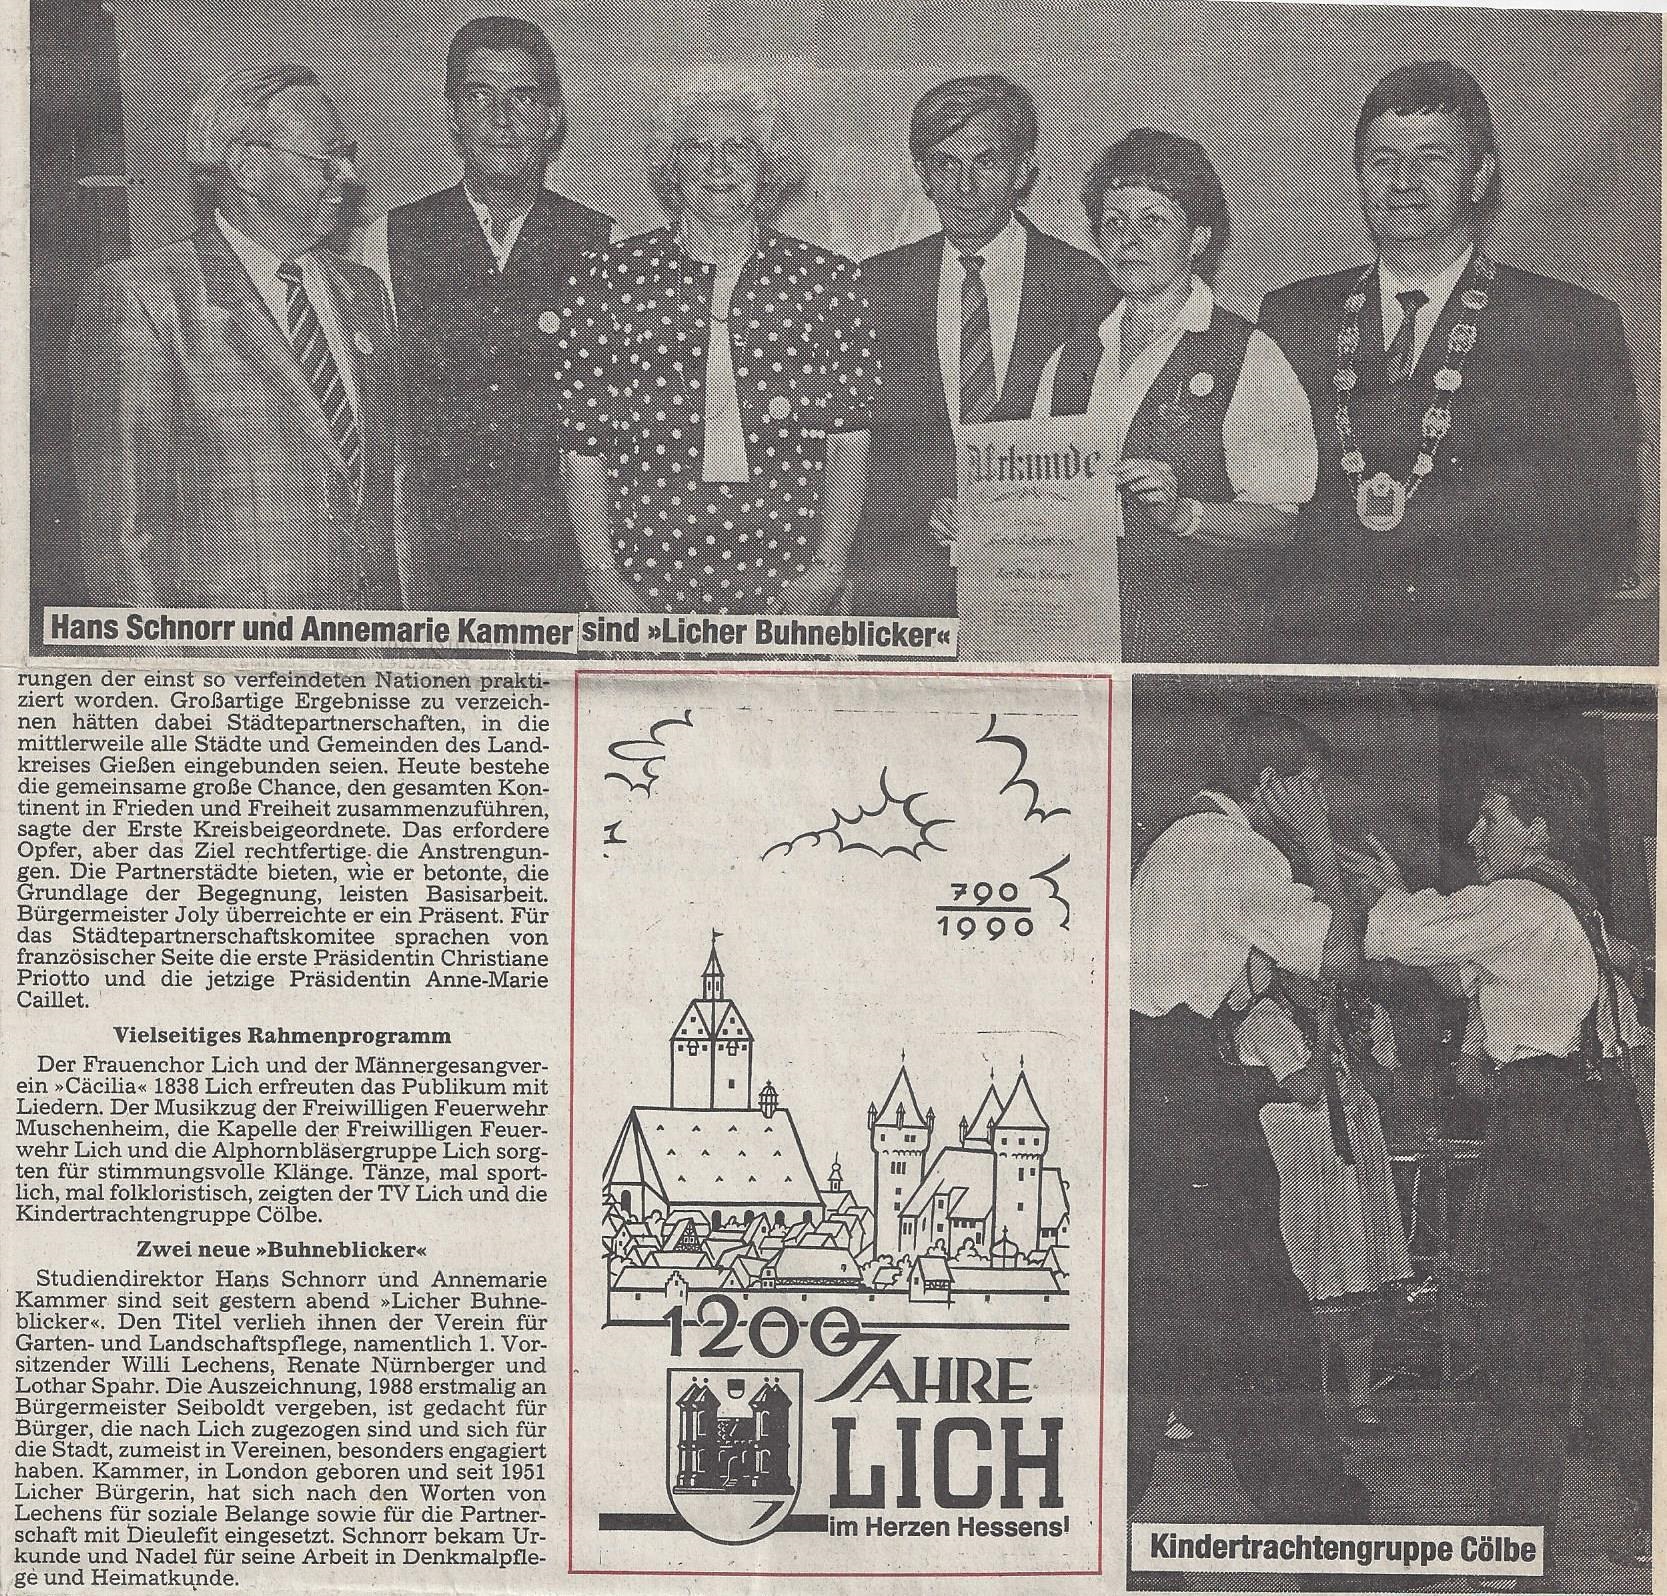 Urkunde
Hans Schnorr und Annemarie Kammer sind »Licher Buhneblicker«
rungen der einst so verfeindeten Nationen prakti-
ziert worden. Großartige Ergebnisse zu verzeich-
nen hätten dabei Städtepartnerschaften, in die
mittlerweile alle Städte und Gemeinden des Land-
kreises Gießen eingebunden seien. Heute bestehe
die gemeinsame große Chance, den gesamten Kon-
tinent in Frieden und Freiheit zusammenzuführen,
sagte der Erste Kreisbeigeordnete. Das erfordere
Opfer, aber das Ziel rechtfertige die Anstrengun-
gen. Die Partnerstädte bieten, wie er betonte, die
Grundlage der Begegnung, leisten Basisarbeit.
Bürgermeister Joly überreichte er ein Präsent. Für
das Städtepartnerschaftskomitee sprachen von
französischer Seite die erste Präsidentin Christiane
Priotto und die jetzige Präsidentin Anne-Marie
Caillet.
Vielseitiges Rahmenprogramm
Der Frauenchor Lich und der Männergesangver-
ein »Cäcilia« 1838 Lich erfreuten das Publikum mit
Liedern. Der Musikzug der Freiwilligen Feuerwehr
Muschenheim, die Kapelle der Freiwilligen Feuer-
wehr Lich und die Alphornbläsergruppe Lich sorg-
ten für stimmungsvolle Klänge. Tänze, mal sport-
lich, mal folkloristisch, zeigten der TV Lich und die
Kindertrachtengruppe Cölbe.
Zwei neue »Buhneblicker«
Studiendirektor Hans Schnorr und Annemarie
Kammer sind seit gestern abend »Licher Buhne-
blicker«. Den Titel verlieh ihnen der Verein für
Garten- und Landschaftspflege, namentlich 1. Vor-
sitzender Willi Lechens, Renate Nürnberger und
Lothar Spahr. Die Auszeichnung, 1988 erstmalig an
Bürgermeister Seiboldt vergeben, ist gedacht für
Bürger, die nach Lich zugezogen sind und sich für
die Stadt, zumeist in Vereinen, besonders engagiert
haben. Kammer, in London geboren und seit 1951
Licher Bürgerin, hat sich nach den Worten von
Lechens für soziale Belange sowie für die Partner-
schaft mit Dieulefit eingesetzt. Schnorr bekam Ur-
kunde und Nadel für seine Arbeit in Denkmalpfle-
ge und Heimatkunde.
790
1990
1200
JAHRE
LICH
im Herzen Hessens!
Kindertrachtengruppe Cölbe